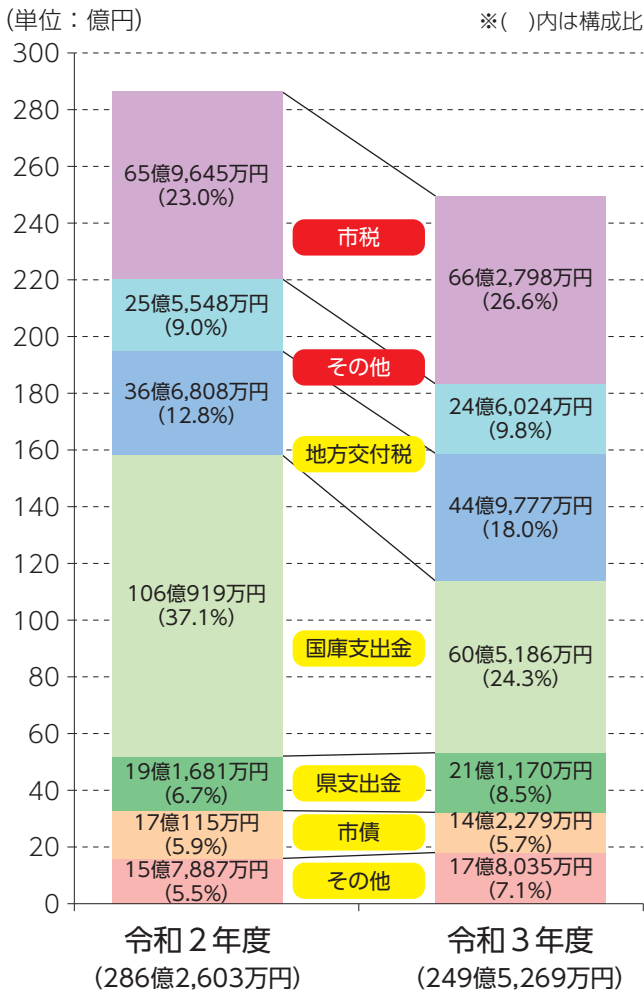 (単位：億円)
※(　)内は構成比
300
280
260
240
220
200
180
160
140
120
100
80
60
40
20
0
65億9,645万円
(23.0%)
25億5,548万円
(9.0%)
36億6,808万円
(12.8%)
106億919万円
(37.1%)
19億1,681万円
(6.7%)
17億115万円
(5.9%)
15億7,887万円
(5.5%)
市税
その他
地方交付税
国庫支出金
県支出金
市債
その他
66億2,798万円
(26.6%)
24億6,024万円
(9.8%)
44億9,777万円
(18.0%)
60億5,186万円
(24.3%)
21億1,170万円
(8.5%)
14億2,279万円
(5.7%)
17億8,035万円
(7.1%)
令和２年度
(286億2,603万円)
令和３年度
(249億5,269万円)